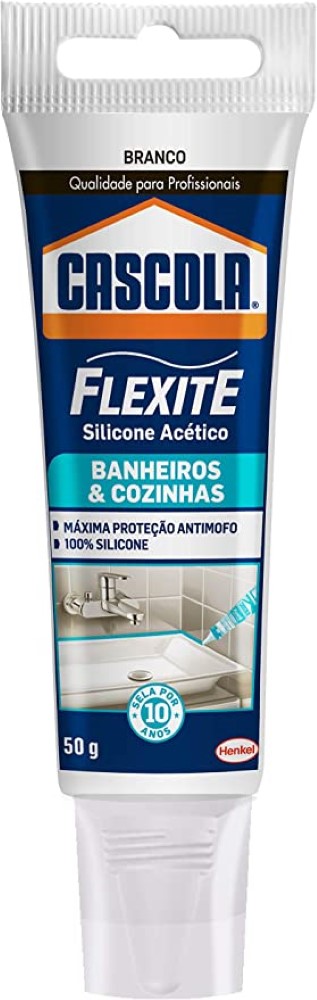 BRANCO
Qualidade para Profissionais
CASCOLA®
FLEXITE
Silicone Acético
BANHEIROS
& COZINHAS
MÁXIMA PROTEÇÃO ANTIMOFO
100% SILICONE
SELA POR
10
ANOS
50 g
Henkel